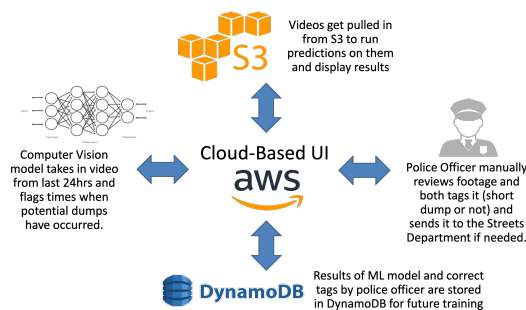 S3
Videos get pulled in
from S3 to run
predictions on them
and display results
Computer Vision
model takes in video
from last 24hrs and
flags times when
potential dumps
have occurred.
Cloud-Based UI
aws
Police Officer manually
reviews footage and
both tags it (short
dump or not) and
sends it to the Streets
Department if needed.
DynamoDB
Results of ML model and correct
tags by police officer are stored
in DynamoDB for future training